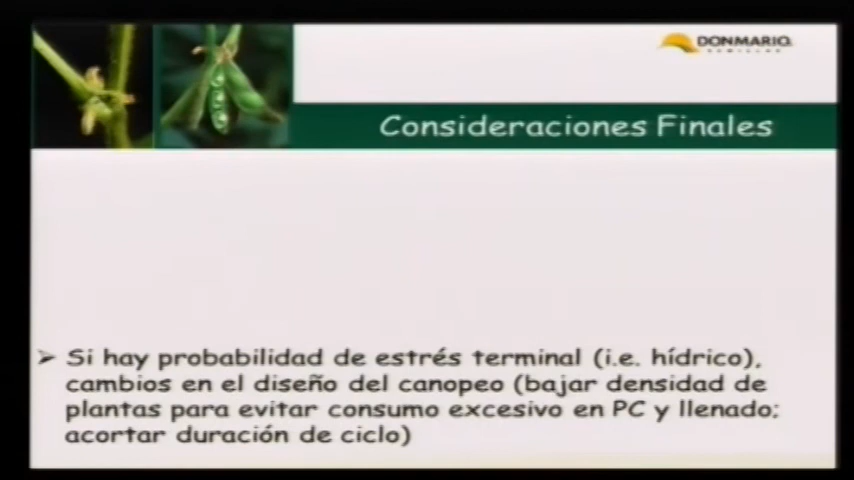 DONMARIO
SEMILLAS
Consideraciones Finales
➢ Si hay probabilidad de estrés terminal (i.e. hídrico),
cambios en el diseño del canopeo (bajar densidad de
plantas para evitar consumo excesivo en PC y llenado;
acortar duración de ciclo)